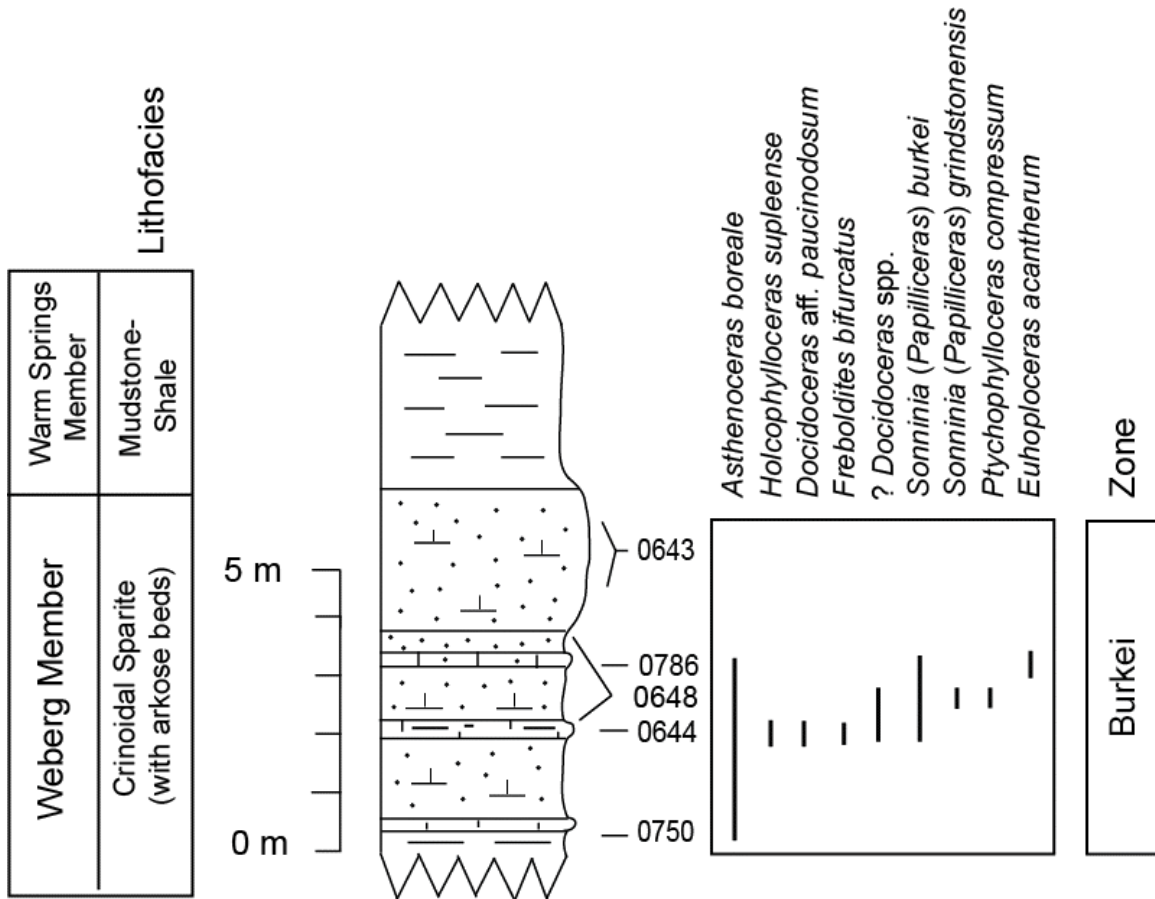 Lithofacies
Warm Springs
Member
Mudstone-
Shale
Weberg Member
Crinoidal Sparite
(with arkose beds)
5 m
0 m
0643
0786
0648
0644
0750
Asthenoceras boreale
Holcophylloceras supleense
Docidoceras aff. paucinodosum
Freboldites bifurcatus
? Docidoceras spp.
Sonninia (Papilliceras) burkei
Sonninia (Papilliceras) grindstonensis
Ptychophylloceras compressum
Euhoploceras acantherum
Zone
Burkei